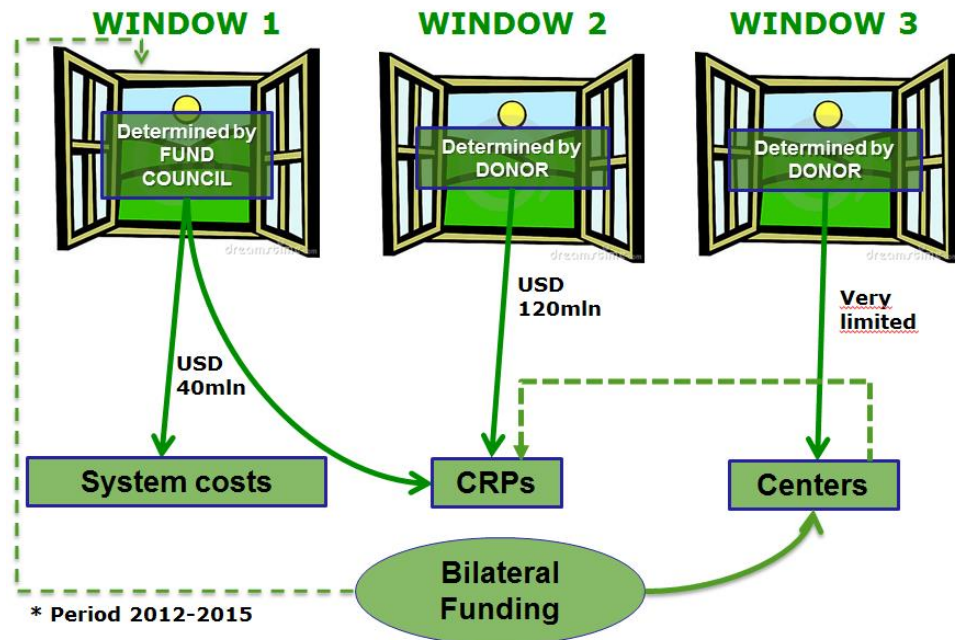 WINDOW 1
WINDOW 2
WINDOW 3
Determined by
FUND
COUNCIL
Determined by
DONOR
Determined by
DONOR
USD
40mln
USD
120mln
Very
limited
System costs
CRPs
Centers
Bilateral
Funding
* Period 2012-2015